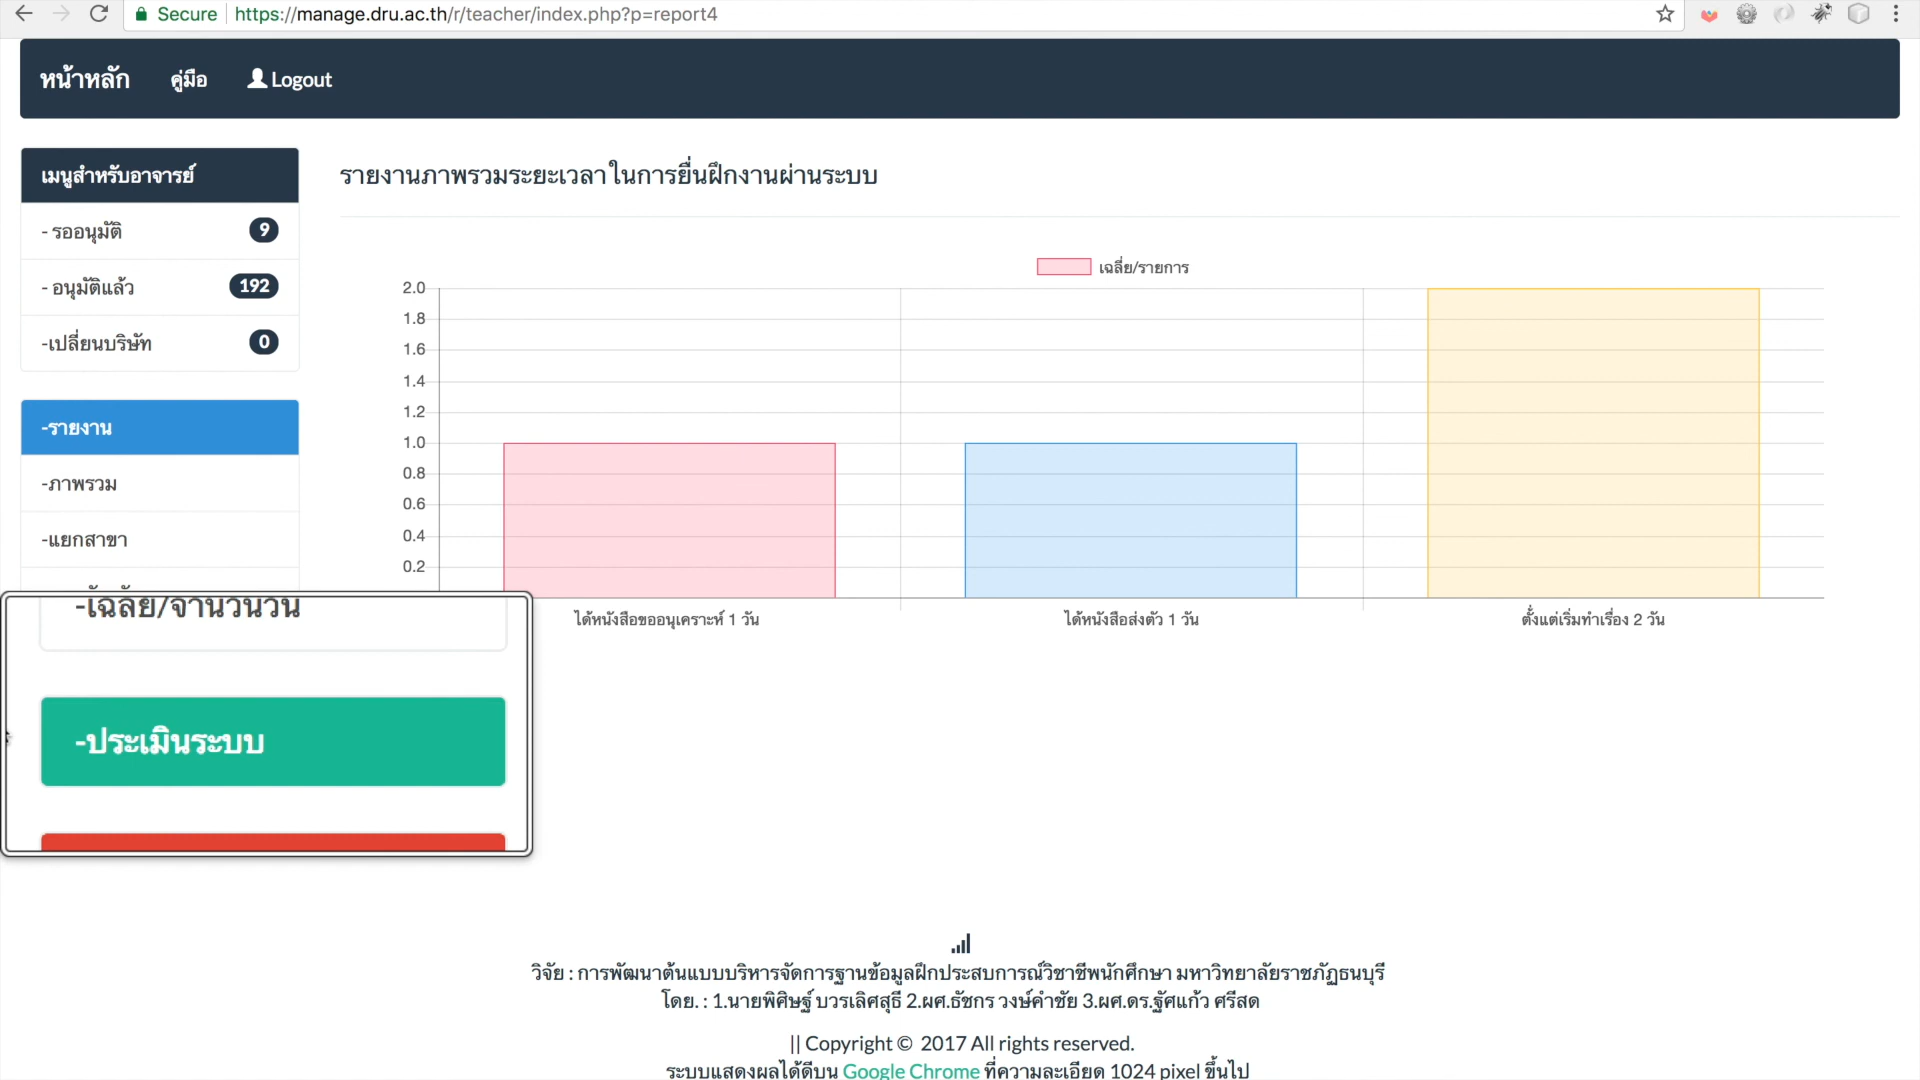 Secure https://manage.dru.ac.th/r/teacher/index.php?p=report4
หน้าหลัก คู่มือ Logout
เมนูสำหรับอาจารย์
- รออนุมัติ 9
- อนุมัติแล้ว 192
-เปลี่ยนบริษัท 0
-รายงาน
-ภาพรวม
-แยกสาขา
-เฉลี่ย/จำนวนวัน
-ประเมินระบบ
รายงานภาพรวมระยะเวลาในการยื่นฝึกงานผ่านระบบ
เฉลี่ย/รายการ
2.0
1.8
1.6
1.4
1.2
1.0
0.8
0.6
0.4
0.2
ได้หนังสือขออนุเคราะห์ 1 วัน ได้หนังสือส่งตัว 1 วัน ตั้งแต่เริ่มทำเรื่อง 2 วัน
วิจัย : การพัฒนาต้นแบบบริหารจัดการฐานข้อมูลฝึกประสบการณ์วิชาชีพนักศึกษา มหาวิทยาลัยราชภัฏธนบุรี
โดย. : 1.นายพิศิษฐ์ บวรเลิศสุธี 2.ผศ.ธัชกร วงษ์คำชัย 3.ผศ.ดร.ฐัศแก้ว ศรีสด
|| Copyright © 2017 All rights reserved.
ระบบแสดงผลได้ดีบน Google Chrome ที่ความละเอียด 1024 pixel ขึ้นไป